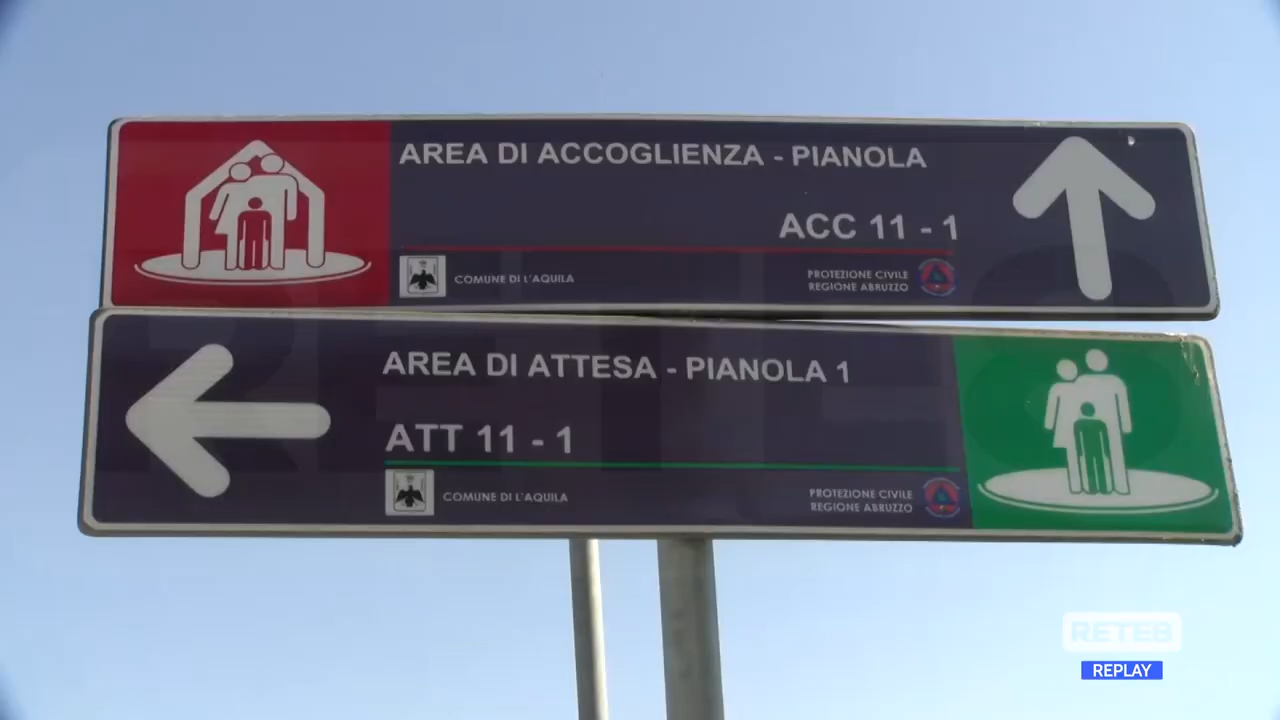 AREA DI ACCOGLIENZA - PIANOLA
ACC 11 - 1
COMUNE DI L'AQUILA
PROTEZIONE CIVILE
REGIONE ABRUZZO
AREA DI ATTESA - PIANOLA 1
ATT 11 - 1
COMUNE DI L'AQUILA
PROTEZIONE CIVILE
REGIONE ABRUZZO
RETE8
REPLAY